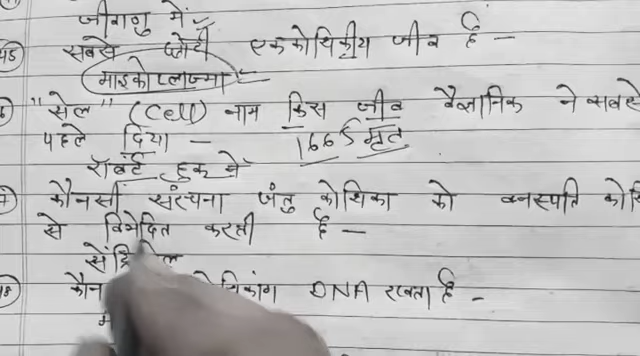 जीवाणु में
सबसे छोटी एककोशिकीय जीव है -
माइकोप्लाज्मा
"सेल" (Cell) नाम किस जीव वैज्ञानिक ने सबसे
पहले दिया - 1665 मृत
रॉबर्ट हुक ने
कौनसी संरचना जंतु कोशिका को वनस्पति
से विभेदित करती है -
DNA रखता है -